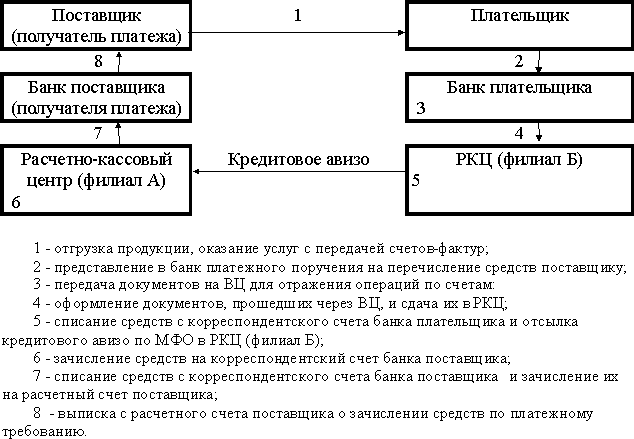 Поставщик
(получатель платежа)
1
Плательщик
8
2
Банк поставщика
(получателя платежа)
Банк плательщика
3
7
4
Расчетно-кассовый
центр (филиал А)
6
Кредитовое авизо
РКЦ (филиал Б)
5
1 - отгрузка продукции, оказание услуг с передачей счетов-фактур;
2 - представление в банк платежного поручения на перечисление средств поставщику;
3 - передача документов на ВЦ для отражения операций по счетам:
4 - оформление документов, прошедших через ВЦ, и сдача их в РКЦ;
5 - списание средств с корреспондентского счета банка плательщика и отсылка
кредитового авизо по МФО в РКЦ (филиал Б);
6 - зачисление средств на корреспондентский счет банка поставщика;
7 - списание средств с корреспондентского счета банка поставщика и зачисление их
на расчетный счет поставщика;
8 - выписка с расчетного счета поставщика о зачислении средств по платежному
требованию.